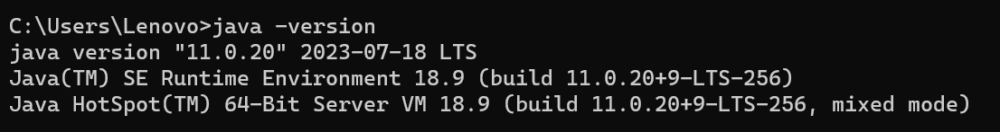 C:\Users\Lenovo>java -version
java version "11.0.20" 2023-07-18 LTS
Java(TM) SE Runtime Environment 18.9 (build 11.0.20+9-LTS-256)
Java HotSpot(TM) 64-Bit Server VM 18.9 (build 11.0.20+9-LTS-256, mixed mode)